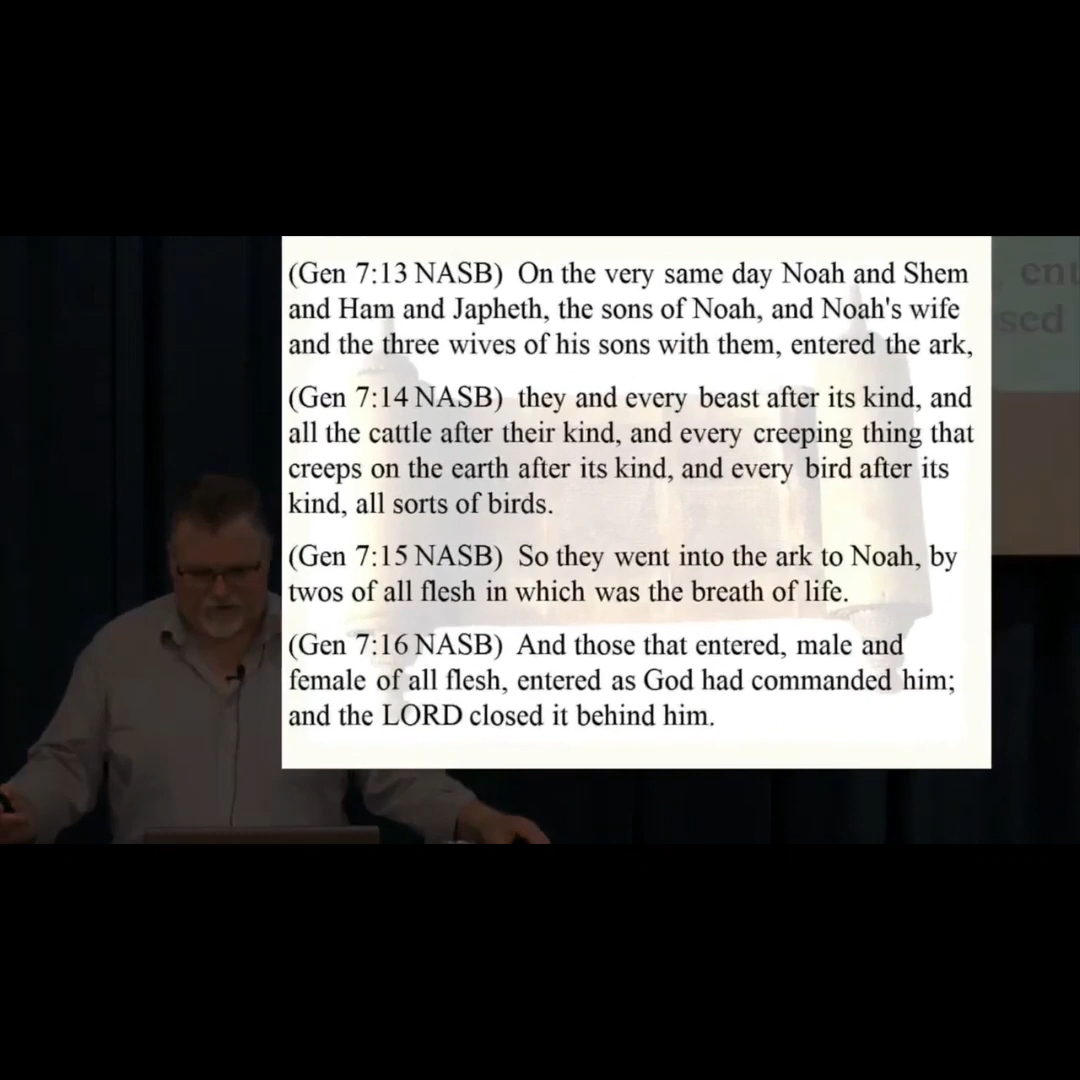 (Gen 7:13 NASB) On the very same day Noah and Shem
and Ham and Japheth, the sons of Noah, and Noah's wife
and the three wives of his sons with them, entered the ark,
(Gen 7:14 NASB) they and every beast after its kind, and
all the cattle after their kind, and every creeping thing that
creeps on the earth after its kind, and every bird after its
kind, all sorts of birds.
(Gen 7:15 NASB) So they went into the ark to Noah, by
twos of all flesh in which was the breath of life.
(Gen 7:16 NASB) And those that entered, male and
female of all flesh, entered as God had commanded him;
and the LORD closed it behind him.